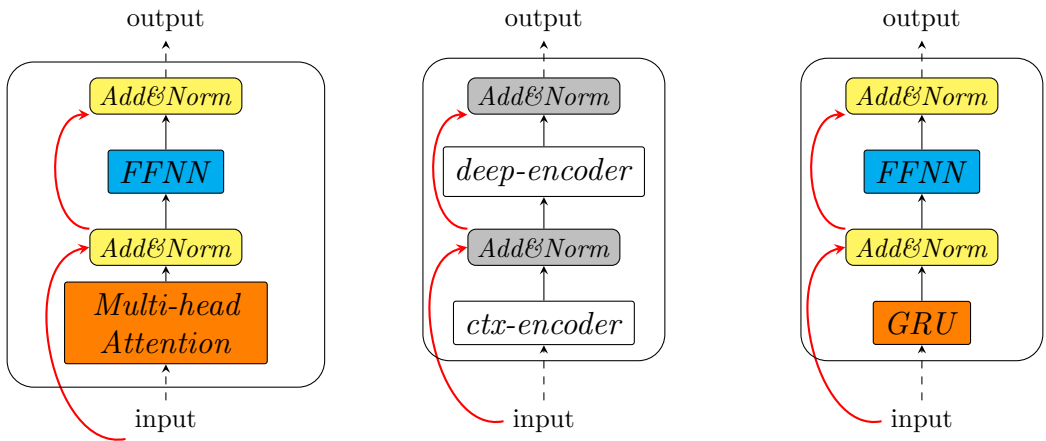 output
Add&Norm
FFNN
Add&Norm
Multi-head
Attention
input
output
Add&Norm
deep-encoder
Add&Norm
ctx-encoder
input
output
Add&Norm
FFNN
Add&Norm
GRU
input